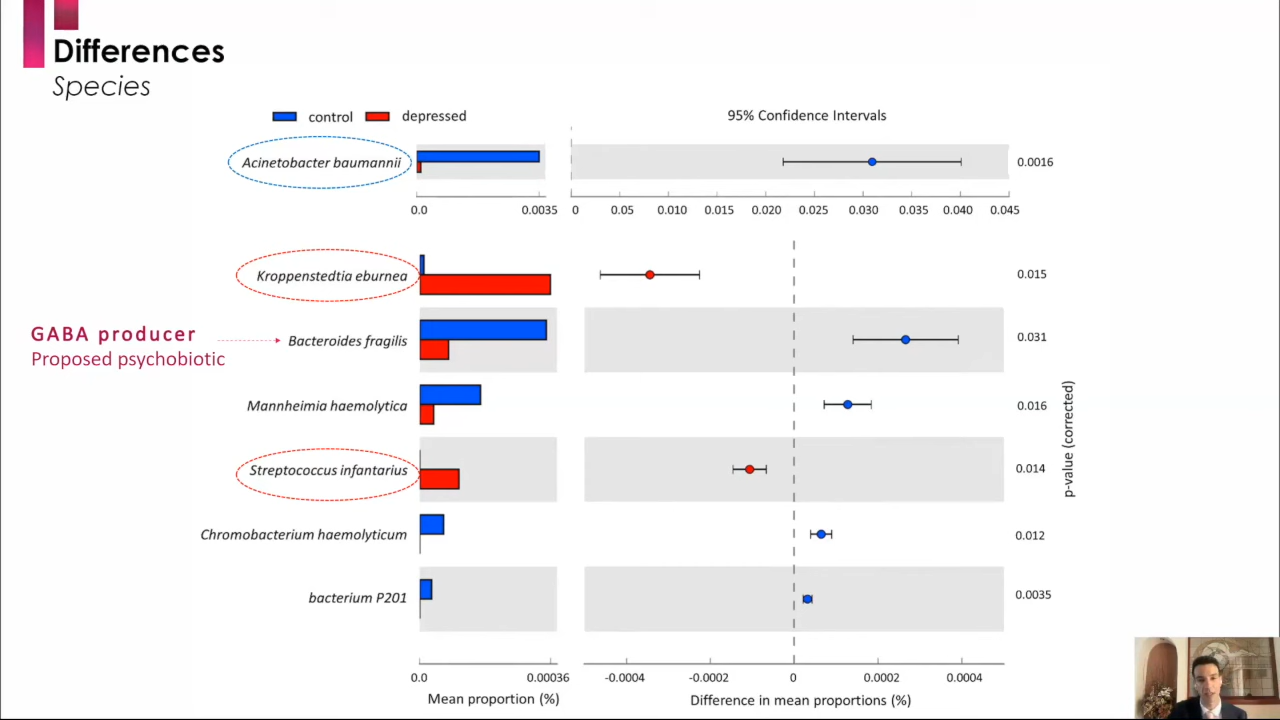 Differences
Species
control depressed
95% Confidence Intervals
Acinetobacter baumannii
0.0016
0.0 0.0035
0 0.05 0.010 0.015 0.020 0.025 0.030 0.035 0.040 0.045
Kroppenstedtia eburnea
0.015
GABA producer
Proposed psychobiotic
Bacteroides fragilis
0.031
Mannheimia haemolytica
0.016
Streptococcus infantarius
0.014
Chromobacterium haemolyticum
0.012
bacterium P201
0.0035
p-value (corrected)
0.0 0.00036
-0.0004 -0.0002 0 0.0002 0.0004
Mean proportion (%)
Difference in mean proportions (%)